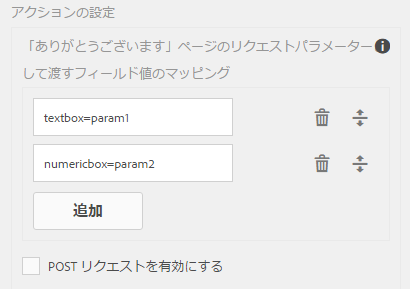 アクションの設定
「ありがとうございます」ページのリクエストパラメーター
して渡すフィールド値のマッピング
textbox=param1
numericbox=param2
追加
POST リクエストを有効にする